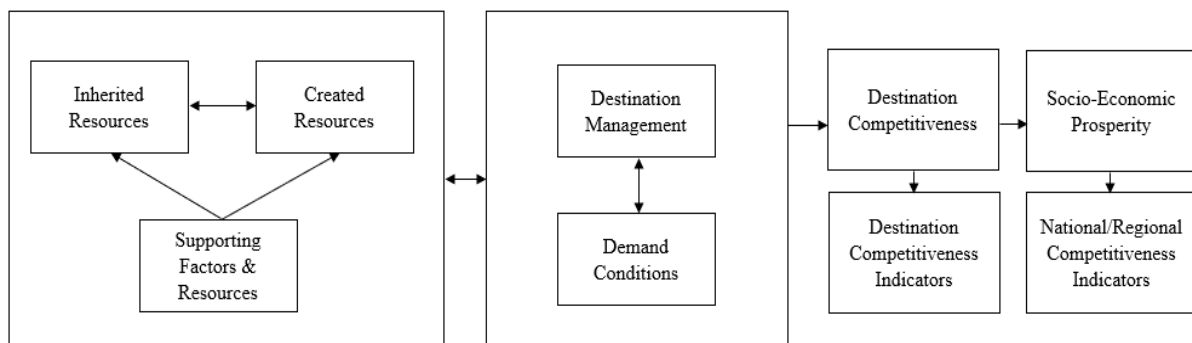 Inherited
Resources
Created
Resources
Supporting
Factors &
Resources
Destination
Management
Demand
Conditions
Destination
Competitiveness
Socio-Economic
Prosperity
Destination
Competitiveness
Indicators
National/Regional
Competitiveness
Indicators